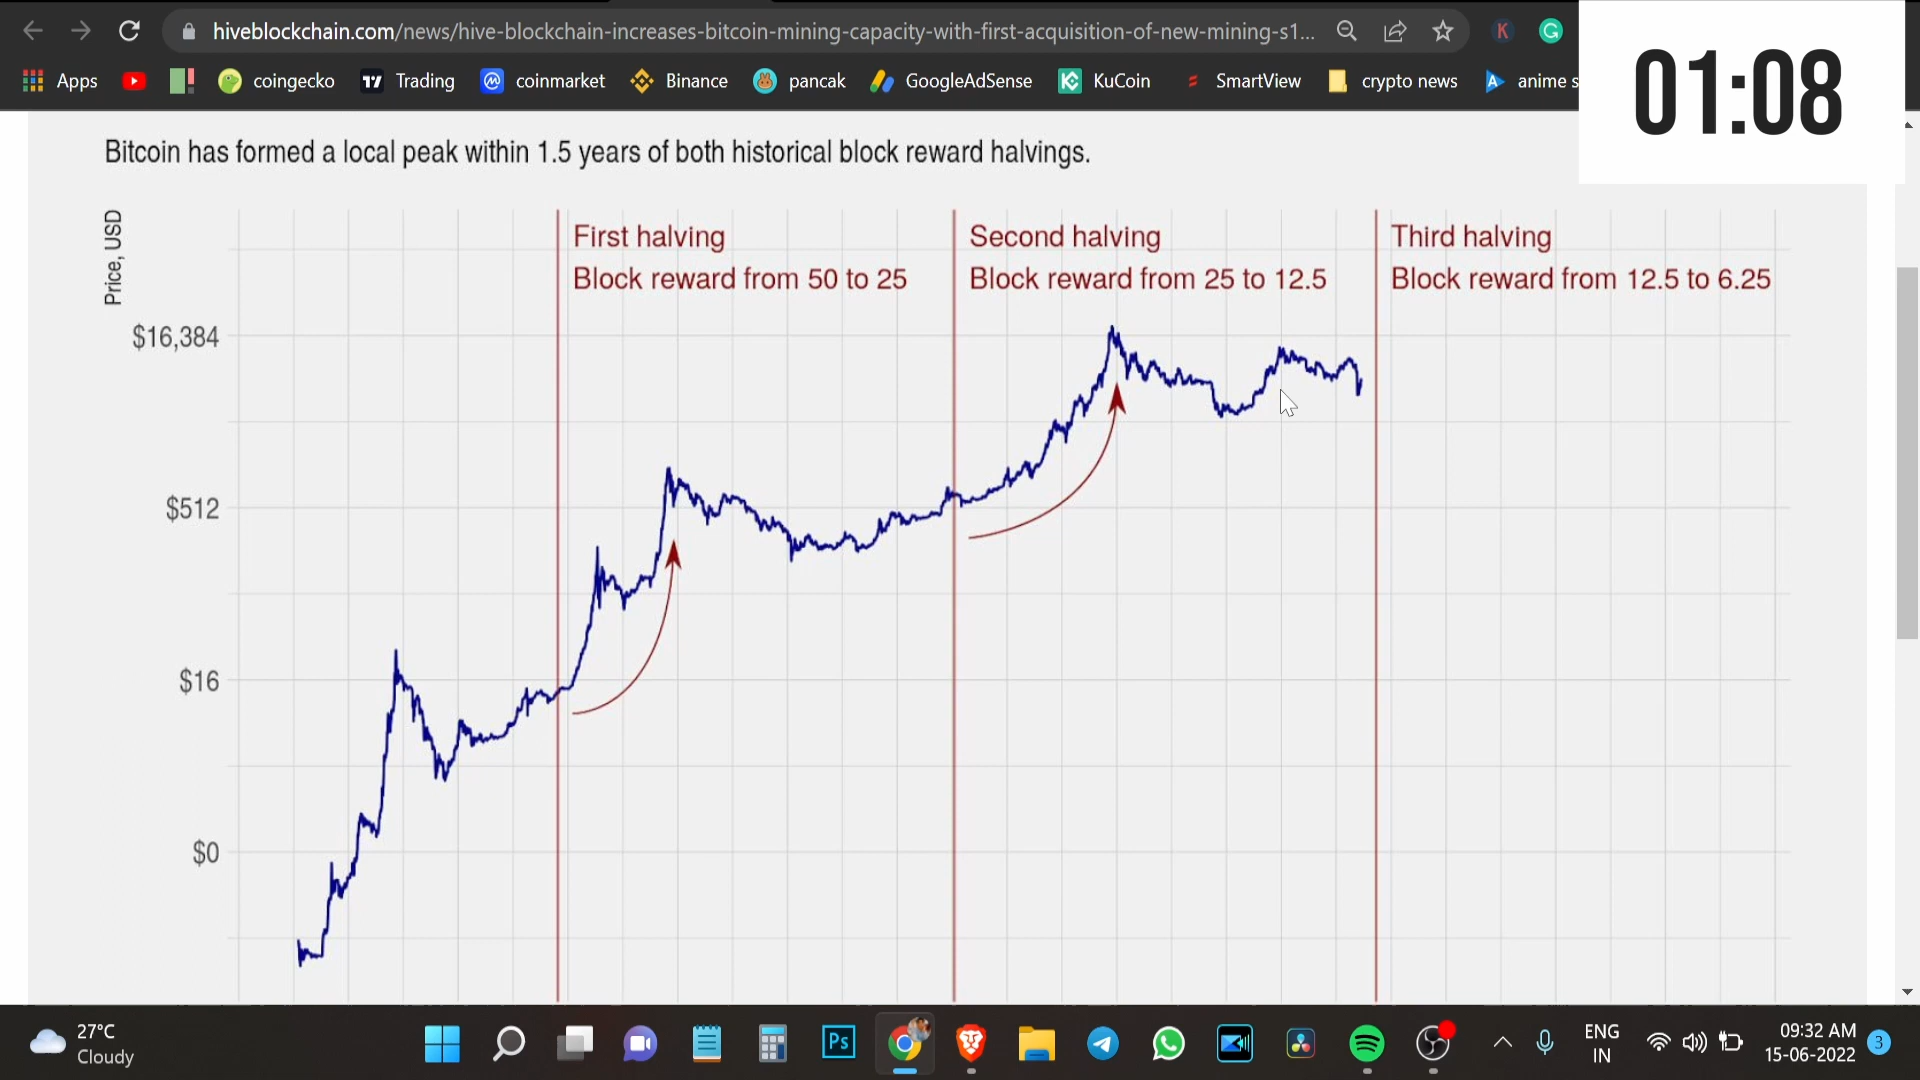 hiveblockchain.com/news/hive-blockchain-increases-bitcoin-mining-capacity-with-first-acquisition-of-new-mining-s1...
K
G
01:08
Apps
coingecko
Trading
coinmarket
Binance
pancak
GoogleAdSense
KuCoin
SmartView
crypto news
anime s
Bitcoin has formed a local peak within 1.5 years of both historical block reward halvings.
Price, USD
First halving
Block reward from 50 to 25
Second halving
Block reward from 25 to 12.5
Third halving
Block reward from 12.5 to 6.25
$16,384
$512
$16
$0
27°C
Cloudy
Ps
ENG
IN
09:32 AM
15-06-2022
3